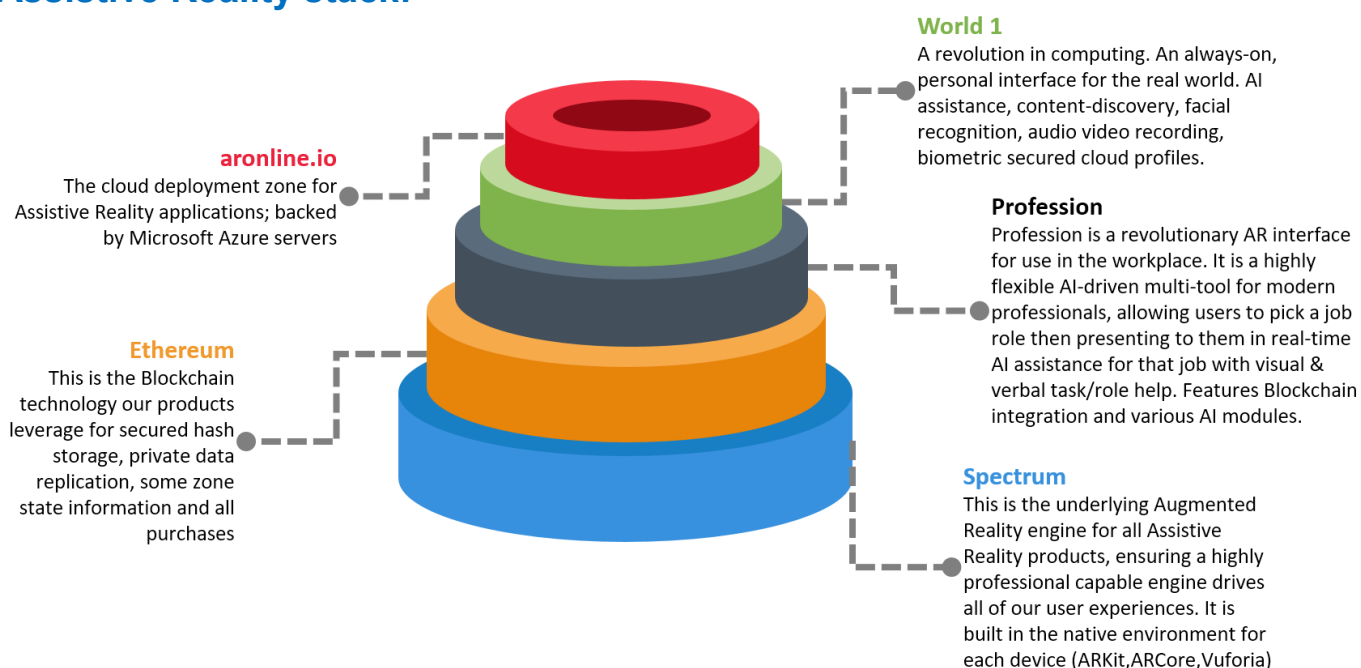 Assistive Reality stack:
World 1
A revolution in computing. An always-on,
personal interface for the real world. AI
assistance, content-discovery, facial
recognition, audio video recording,
biometric secured cloud profiles.
aronline.io
The cloud deployment zone for
Assistive Reality applications; backed
by Microsoft Azure servers
Profession
Profession is a revolutionary AR interface
for use in the workplace. It is a highly
flexible AI-driven multi-tool for modern
professionals, allowing users to pick a job
role then presenting to them in real-time
AI assistance for that job with visual &
verbal task/role help. Features Blockchain
integration and various AI modules.
Ethereum
This is the Blockchain
technology our products
leverage for secured hash
storage, private data
replication, some zone
state information and all
purchases
Spectrum
This is the underlying Augmented
Reality engine for all Assistive
Reality products, ensuring a highly
professional capable engine drives
all of our user experiences. It is
built in the native environment for
each device (ARKit,ARCore,Vuforia)